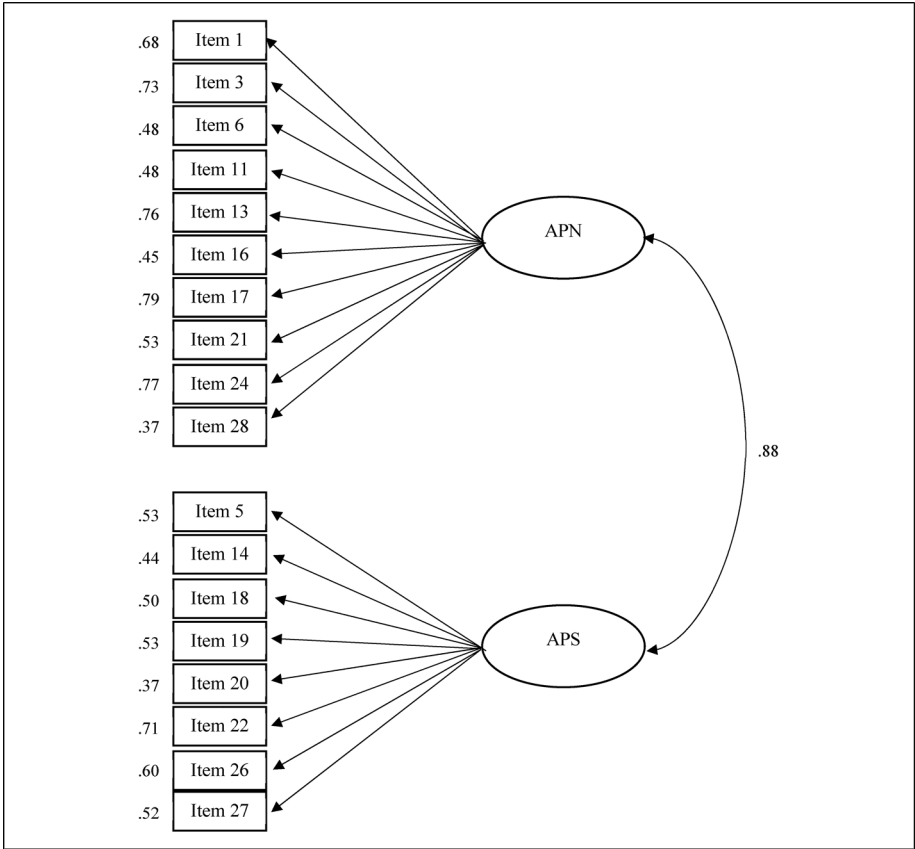 .68 Item 1
.73 Item 3
.48 Item 6
.48 Item 11
.76 Item 13
APN
.45 Item 16
.79 Item 17
.53 Item 21
.77 Item 24
.37 Item 28
.88
.53 Item 5
.44 Item 14
.50 Item 18
.53 Item 19
APS
.37 Item 20
.71 Item 22
.60 Item 26
.52 Item 27